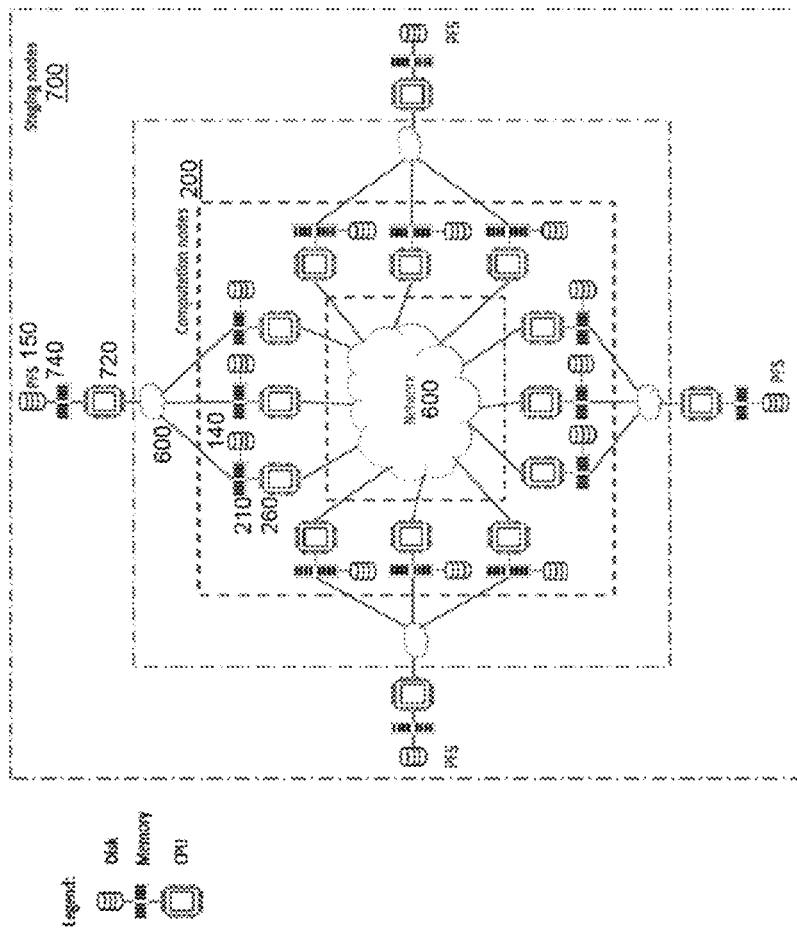 Staging nodes
700
Computation nodes
200
PFS 150
740
720
600
140
210
260
Memory
600
PFS
PFS
PFS
Legend:
Disk
Memory
CPU